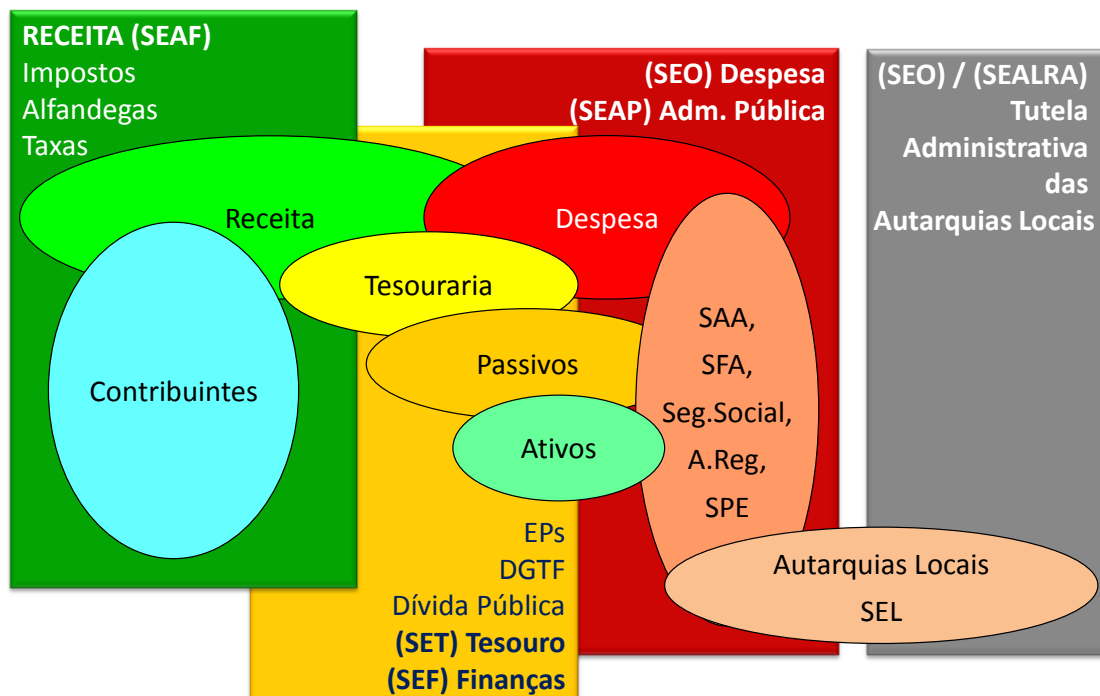 RECEITA (SEAF)
Impostos
Alfandegas
Taxas
(SEO) Despesa
(SEAP) Adm. Pública
(SEO) / (SEALRA)
Tutela
Administrativa
das
Autarquias Locais
Receita
Despesa
Tesouraria
Passivos
Ativos
Contribuintes
SAA,
SFA,
Seg.Social,
A.Reg,
SPE
EPs
DGTF
Dívida Pública
(SET) Tesouro
(SEF) Finanças
Autarquias Locais
SEL